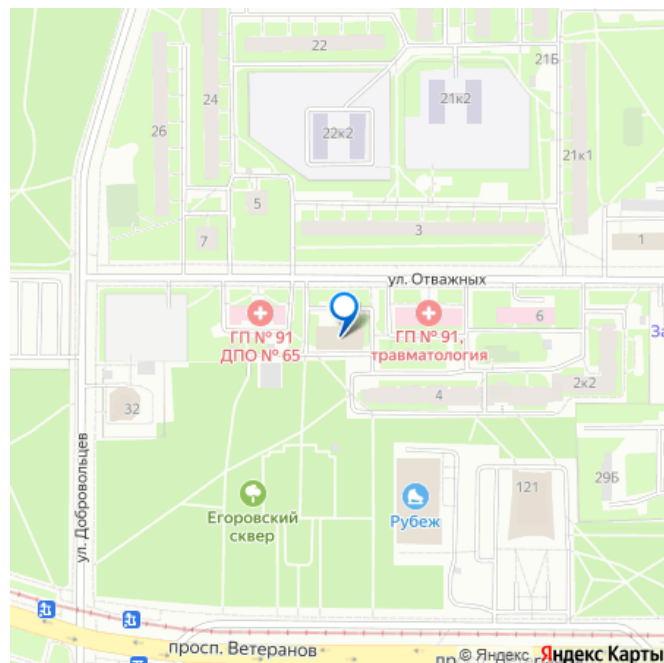 22
21Б
24
21к2
26
22к2
21к1
5
3
7
1
ул. Отважных
ГП № 91
ДПО № 65
ГП № 91,
травматология
6
За
2к2
4
32
ул. Добровольцев
29Б
121
Егоровский
сквер
Рубеж
просп. Ветеранов
© Яндекс Яндекс Карты